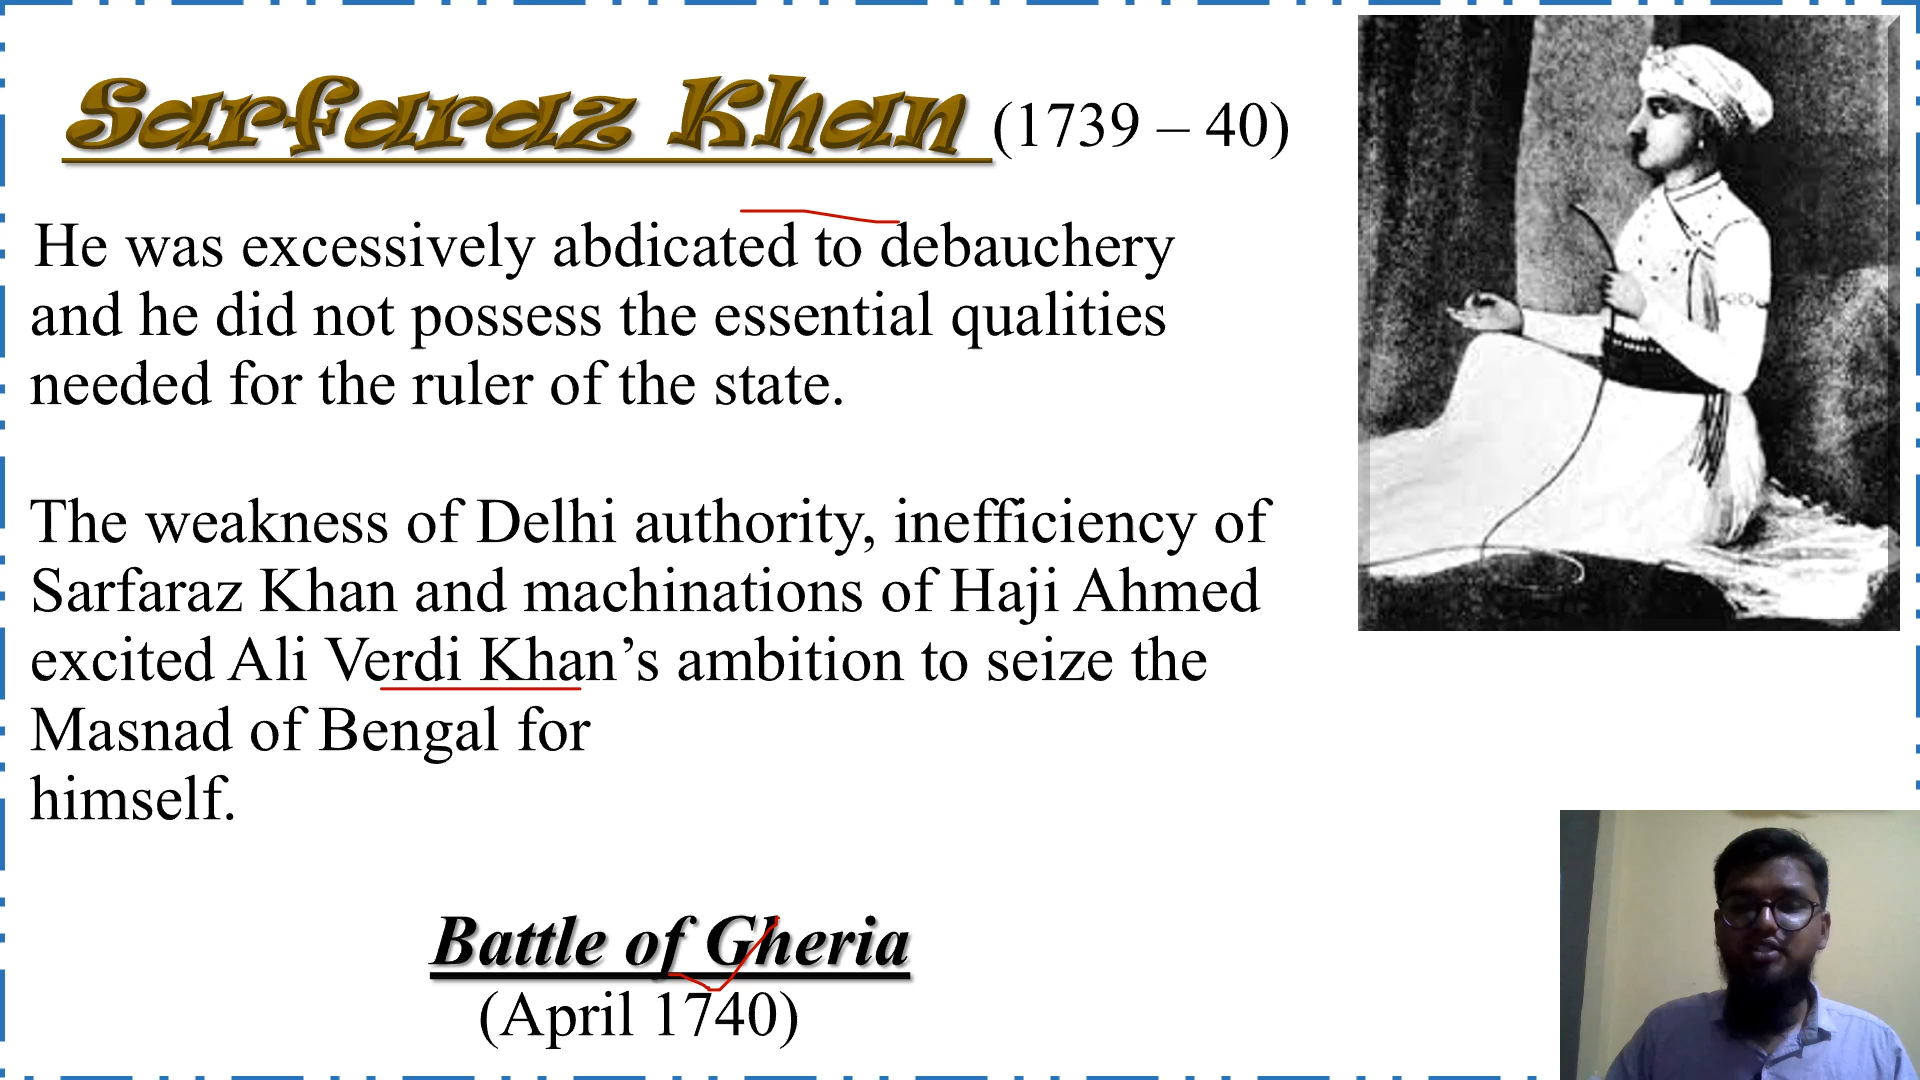 Sarfaraz Khan (1739 – 40)
He was excessively abdicated to debauchery
and he did not possess the essential qualities
needed for the ruler of the state.
The weakness of Delhi authority, inefficiency of
Sarfaraz Khan and machinations of Haji Ahmed
excited Ali Verdi Khan’s ambition to seize the
Masnad of Bengal for
himself.
Battle of Gheria
(April 1740)